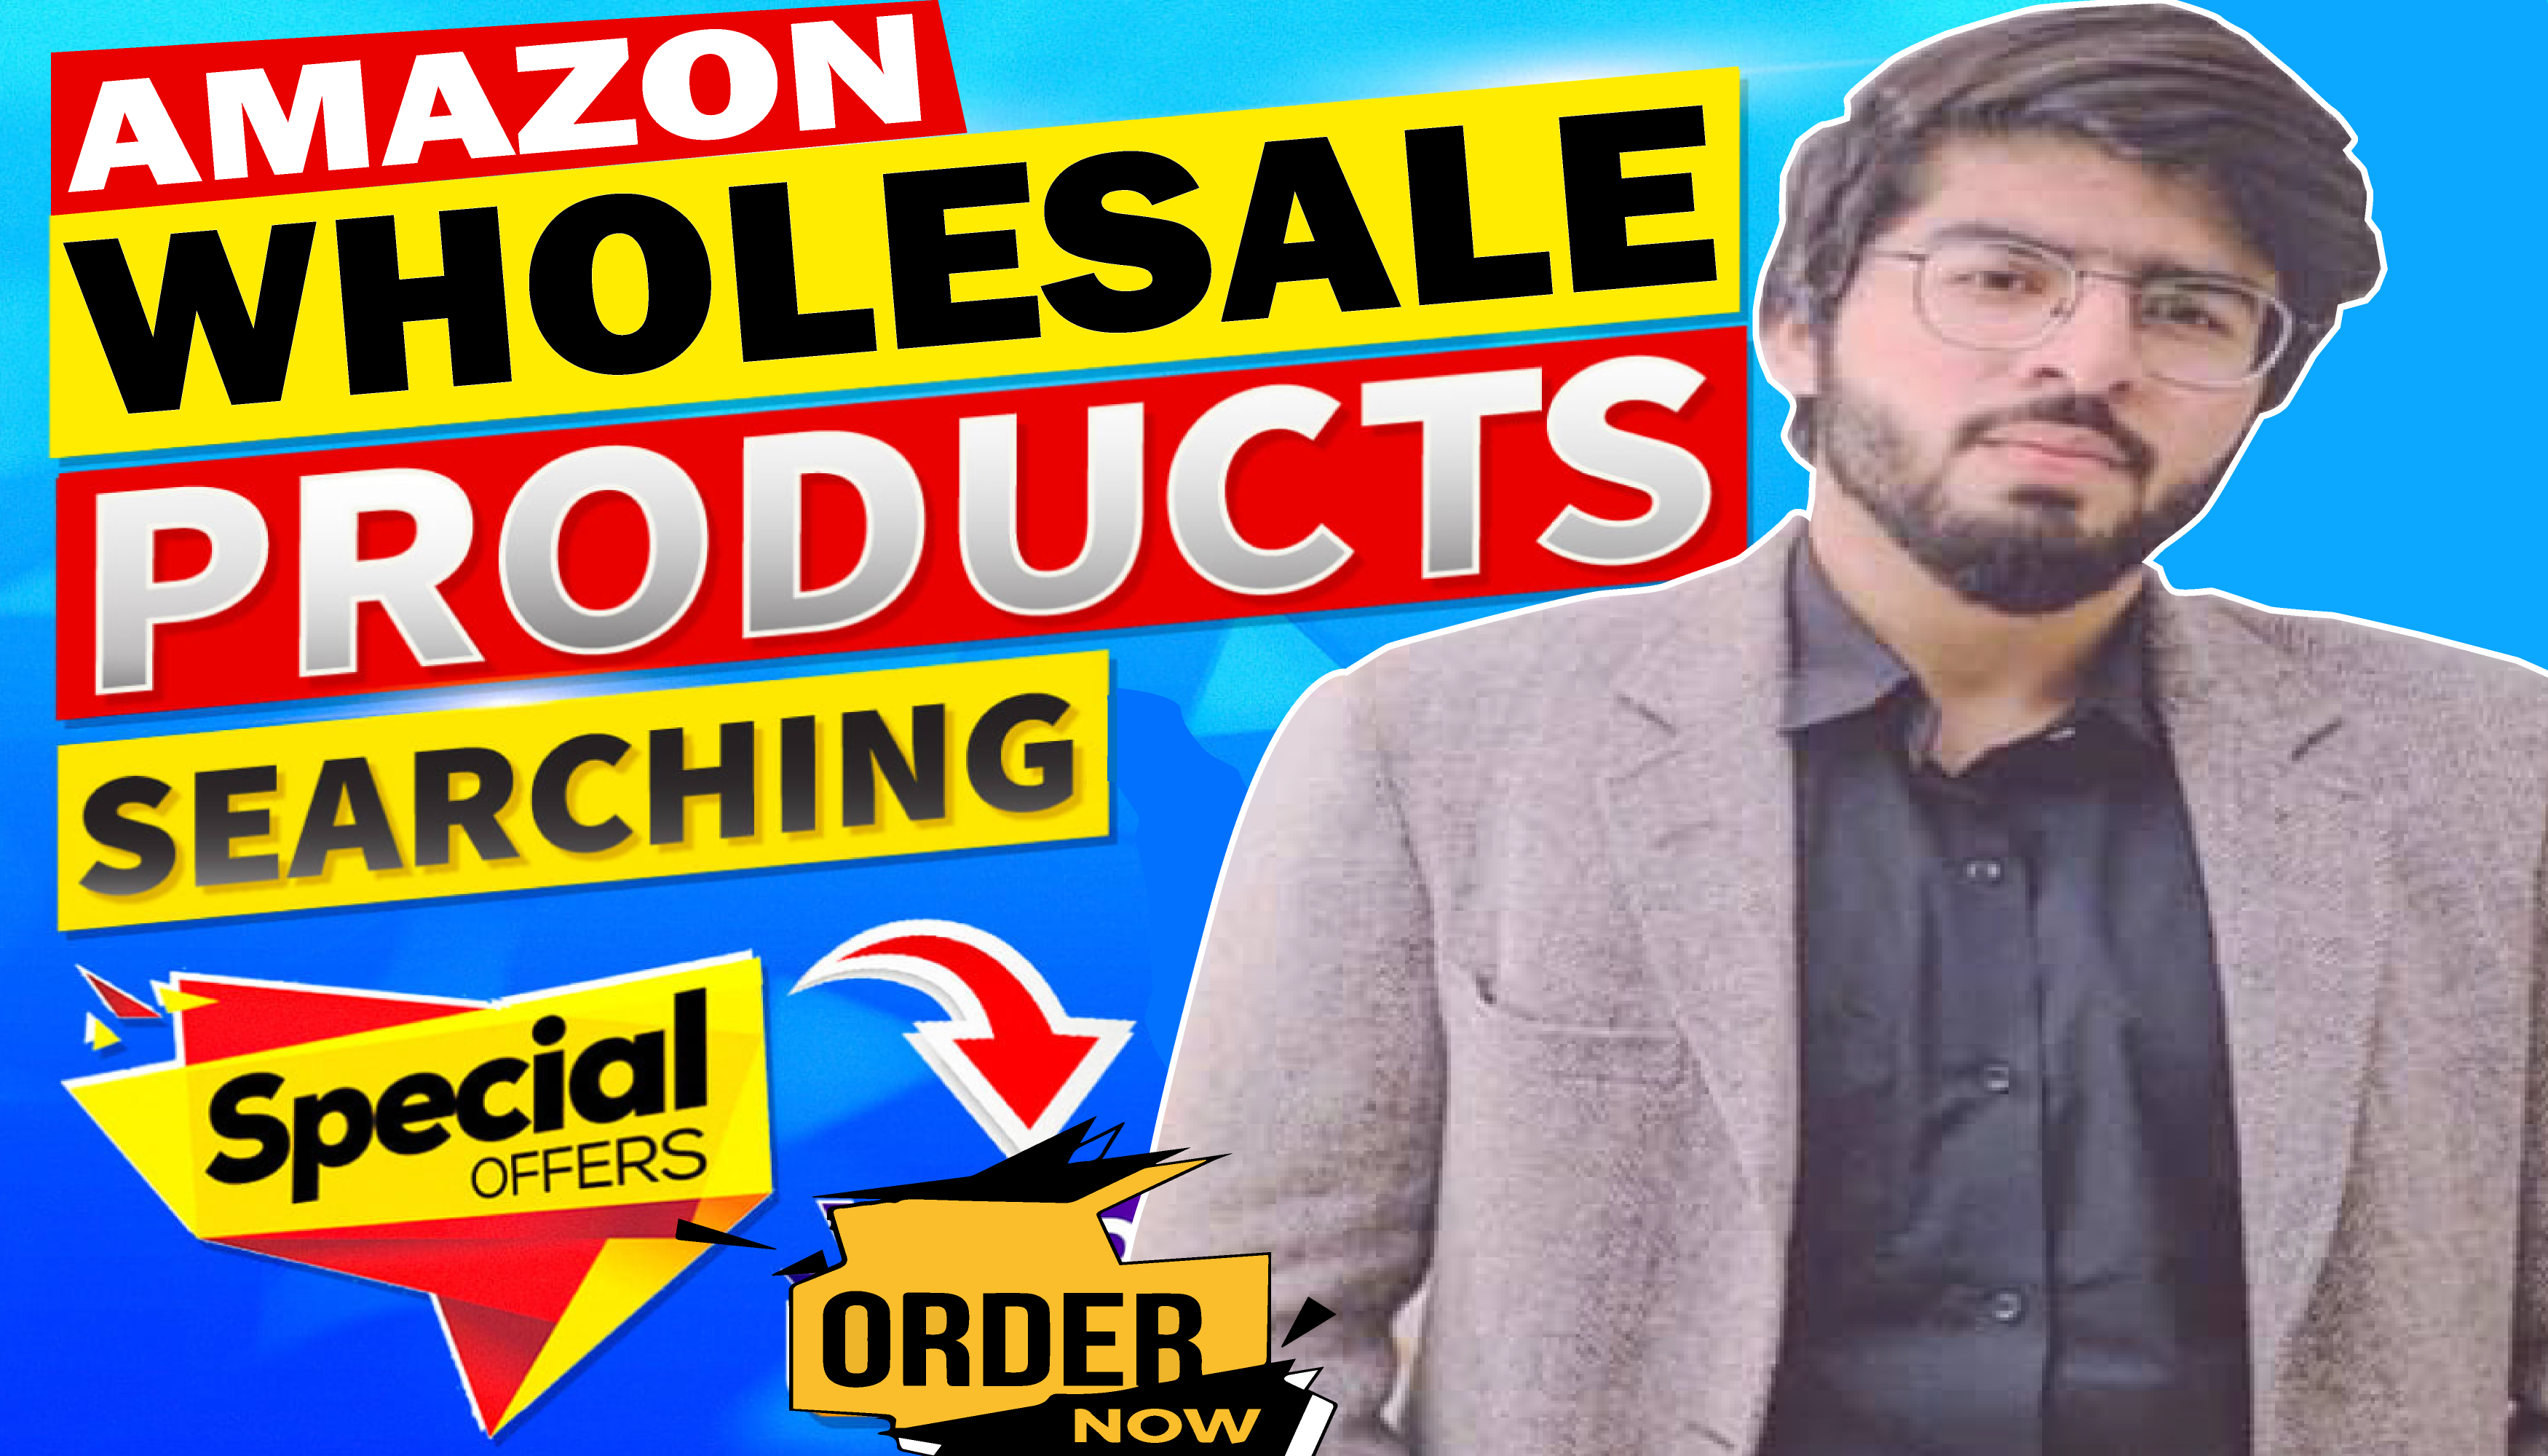 AMAZON
WHOLESALE
PRODUCTS
SEARCHING
Special
OFFERS
ORDER
NOW